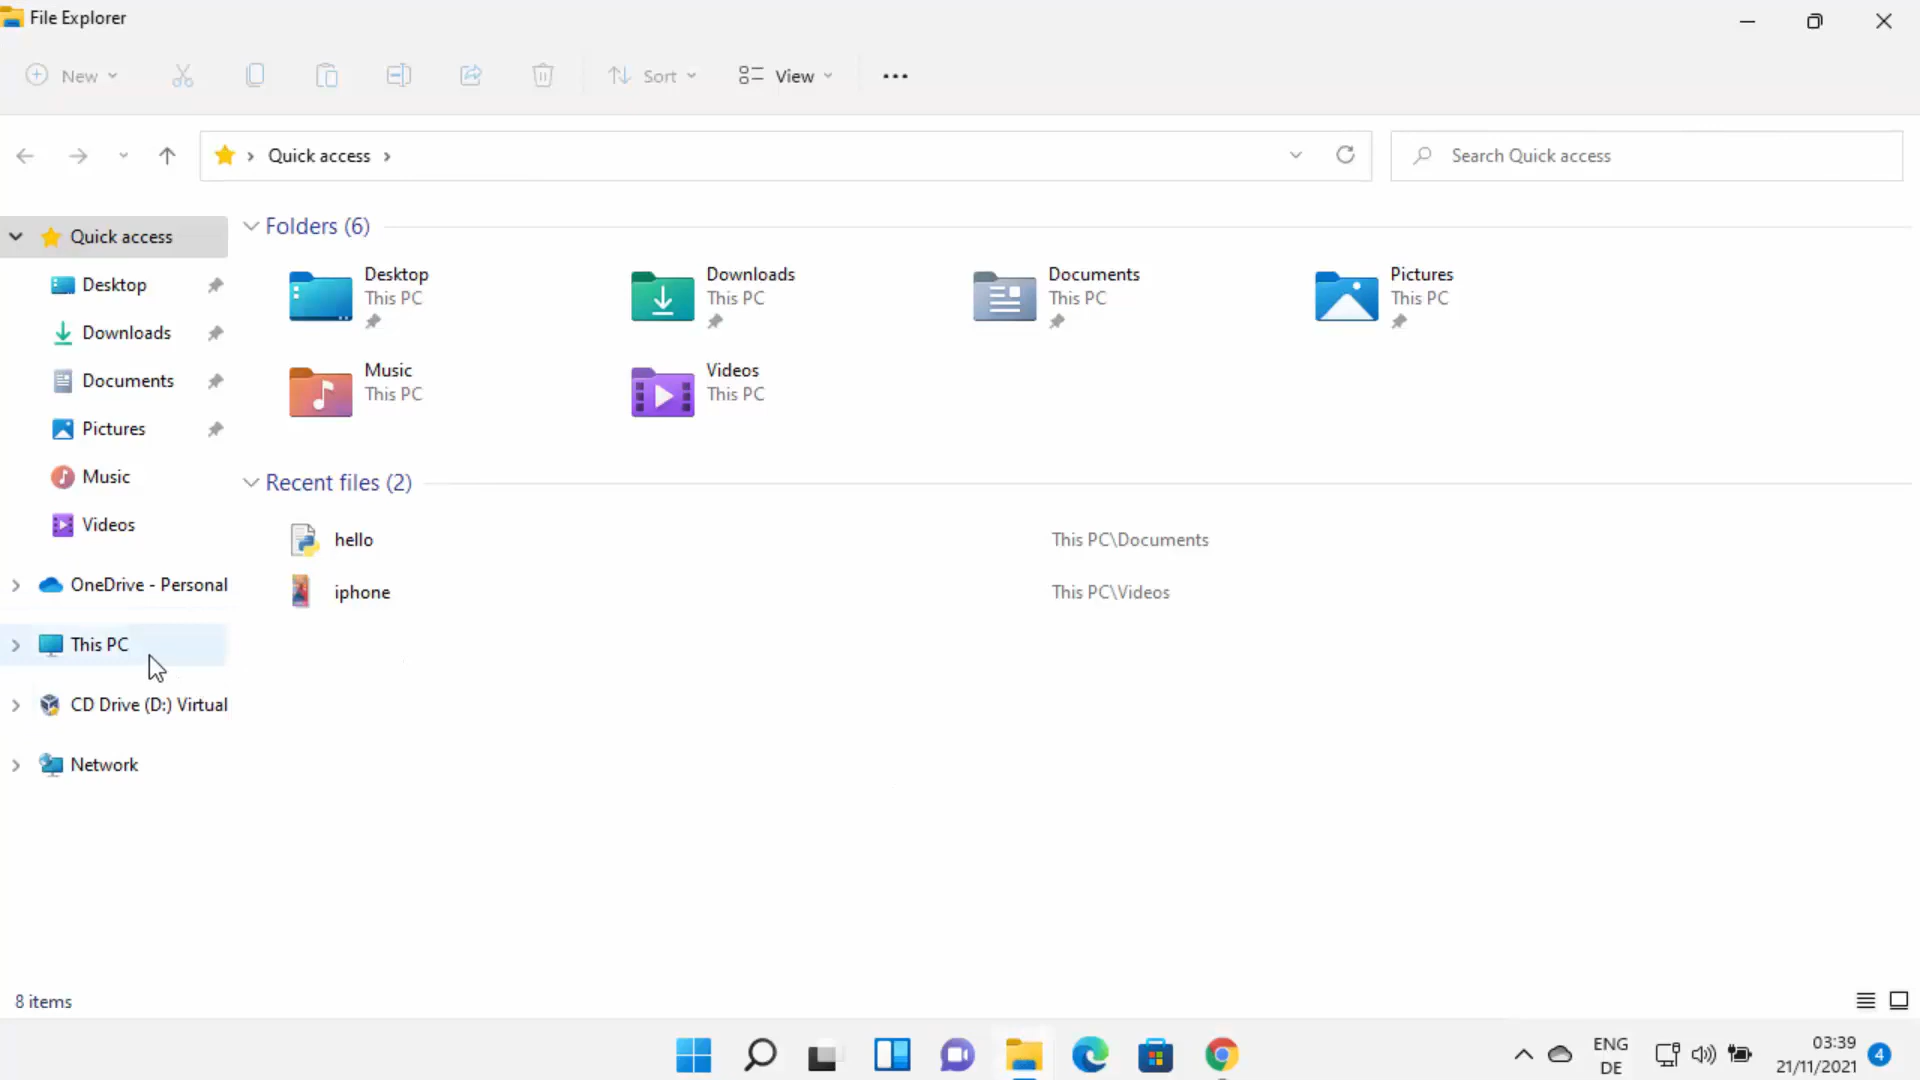 File Explorer
New
Sort
View
Quick access
Search Quick access
Quick access
Desktop
Downloads
Documents
Pictures
Music
Videos
OneDrive - Personal
This PC
CD Drive (D:) Virtual
Network
Folders (6)
Desktop
This PC
Downloads
This PC
Documents
This PC
Pictures
This PC
Music
This PC
Videos
This PC
Recent files (2)
hello
This PC\Documents
iphone
This PC\Videos
8 items
ENG
DE
03:39
21/11/2021
4